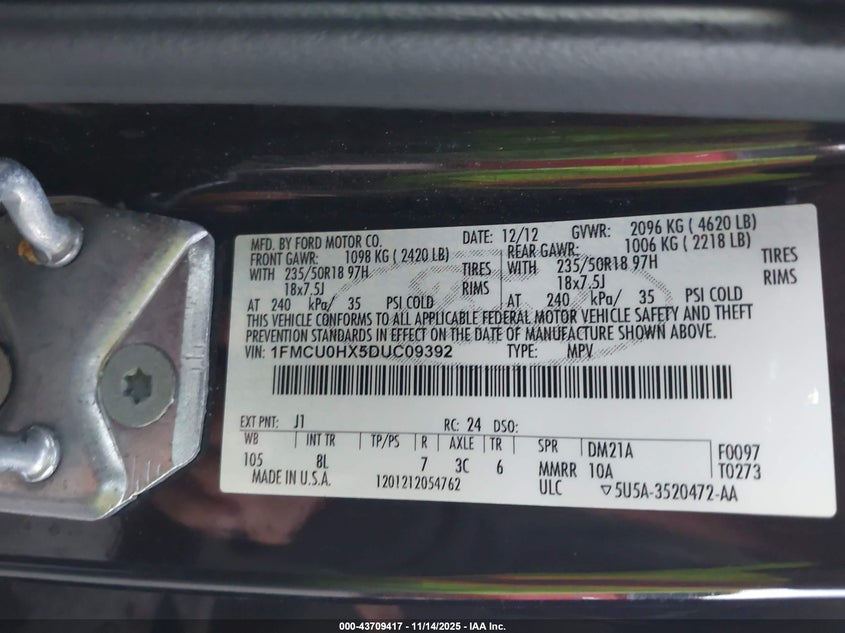 MFD. BY FORD MOTOR CO. DATE: 12/12 GVWR: 2096 KG ( 4620 LB)
FRONT GAWR: 1098 KG ( 2420 LB) REAR GAWR: 1006 KG ( 2218 LB)
WITH 235/50R18 97H TIRES WITH 235/50R18 97H TIRES
18x7.5J RIMS 18x7.5J RIMS
AT 240 kPa/ 35 PSI COLD AT 240 kPa/ 35 PSI COLD
THIS VEHICLE CONFORMS TO ALL APPLICABLE FEDERAL MOTOR VEHICLE SAFETY AND THEFT
PREVENTION STANDARDS IN EFFECT ON THE DATE OF MANUFACTURE SHOWN ABOVE.
VIN: 1FMCU0HX5DUC09392 TYPE: MPV
EXT PNT: J1 RC: 24 DSO:
WB INT TR TP/PS R AXLE TR SPR DM21A F0097
105 8L 7 3C 6 MMRR 10A T0273
MADE IN U.S.A. 1201212054762 ULC ▽5U5A-3520472-AA
000-43709417 - 11/14/2025 - IAA Inc.